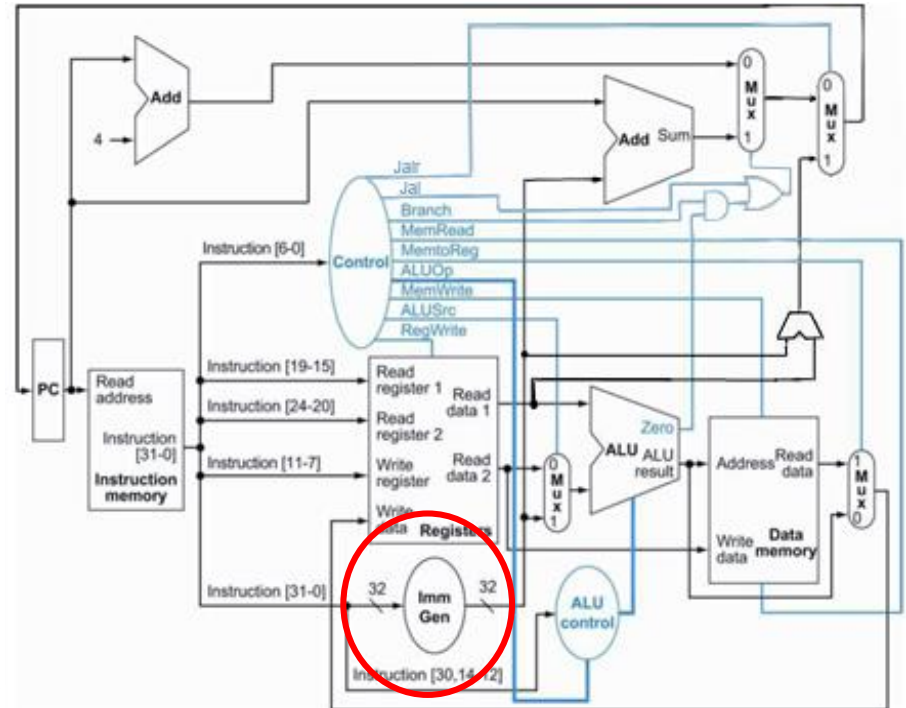 Add
4
Add Sum
0
M
u
x
1
0
M
u
x
1
Jalr
Jal
Branch
MemRead
MemtoReg
ALUOp
MemWrite
ALUSrc
RegWrite
Control
Instruction [6-0]
PC
Read
address
Instruction
[31-0]
Instruction
memory
Instruction [19-15]
Instruction [24-20]
Instruction [11-7]
Instruction [31-0]
Read
register 1
Read
register 2
Write
register
Write
data
Registers
Read
data 1
Read
data 2
0
M
u
x
1
ALU
Zero
ALU
result
Address
Read
data
Write
data
Data
memory
1
M
u
x
0
32
Imm
Gen
32
ALU
control
Instruction [30,14-12]